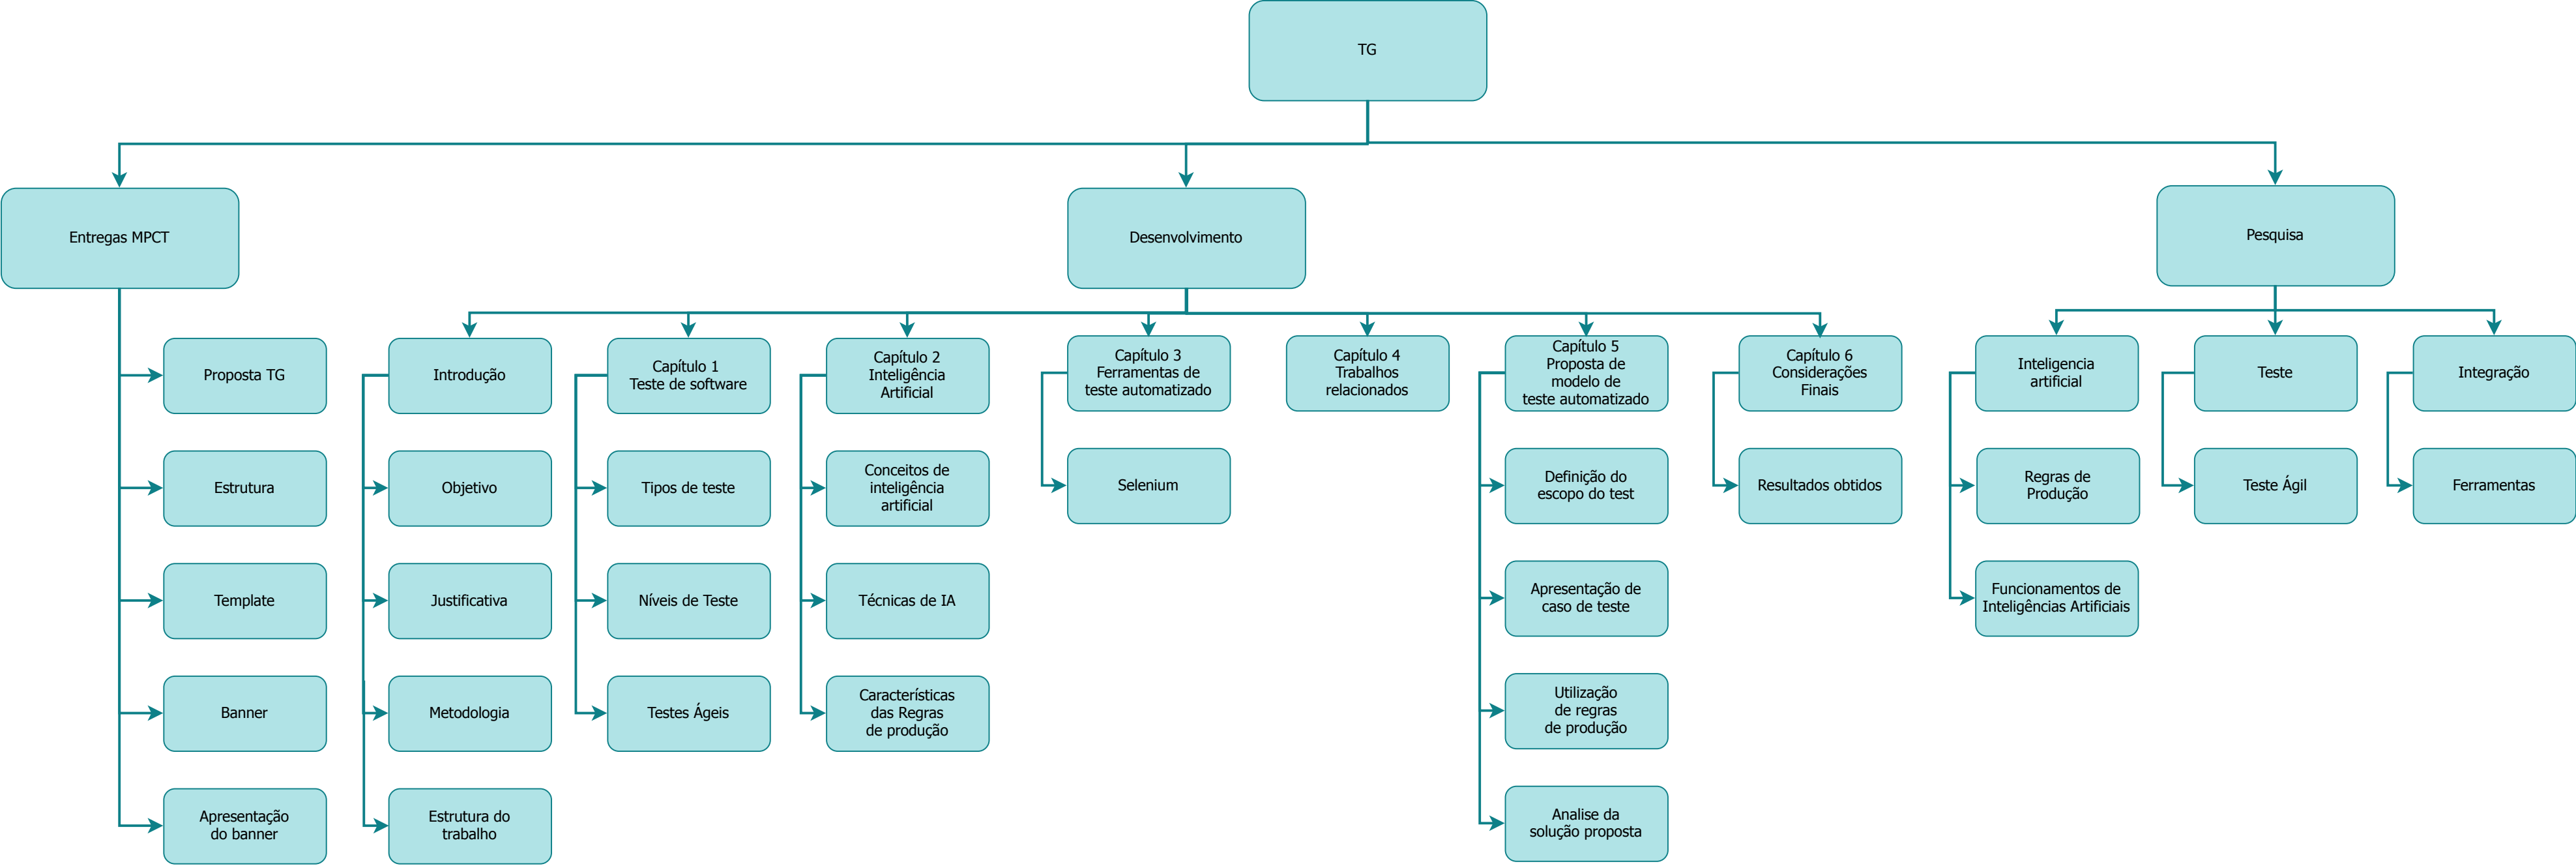 TG
Entregas MPCT
Desenvolvimento
Pesquisa
Proposta TG
Estrutura
Template
Banner
Apresentação
do banner
Introdução
Objetivo
Justificativa
Metodologia
Estrutura do
trabalho
Capítulo 1
Teste de software
Tipos de teste
Níveis de Teste
Testes Ágeis
Capítulo 2
Inteligência
Artificial
Conceitos de
inteligência
artificial
Técnicas de IA
Características
das Regras
de produção
Capítulo 3
Ferramentas de
teste automatizado
Selenium
Capítulo 4
Trabalhos
relacionados
Capítulo 5
Proposta de
modelo de
teste automatizado
Definição do
escopo do test
Apresentação de
caso de teste
Utilização
de regras
de produção
Analise da
solução proposta
Capítulo 6
Considerações
Finais
Resultados obtidos
Inteligencia
artificial
Regras de
Produção
Funcionamentos de
Inteligências Artificiais
Teste
Teste Ágil
Integração
Ferramentas